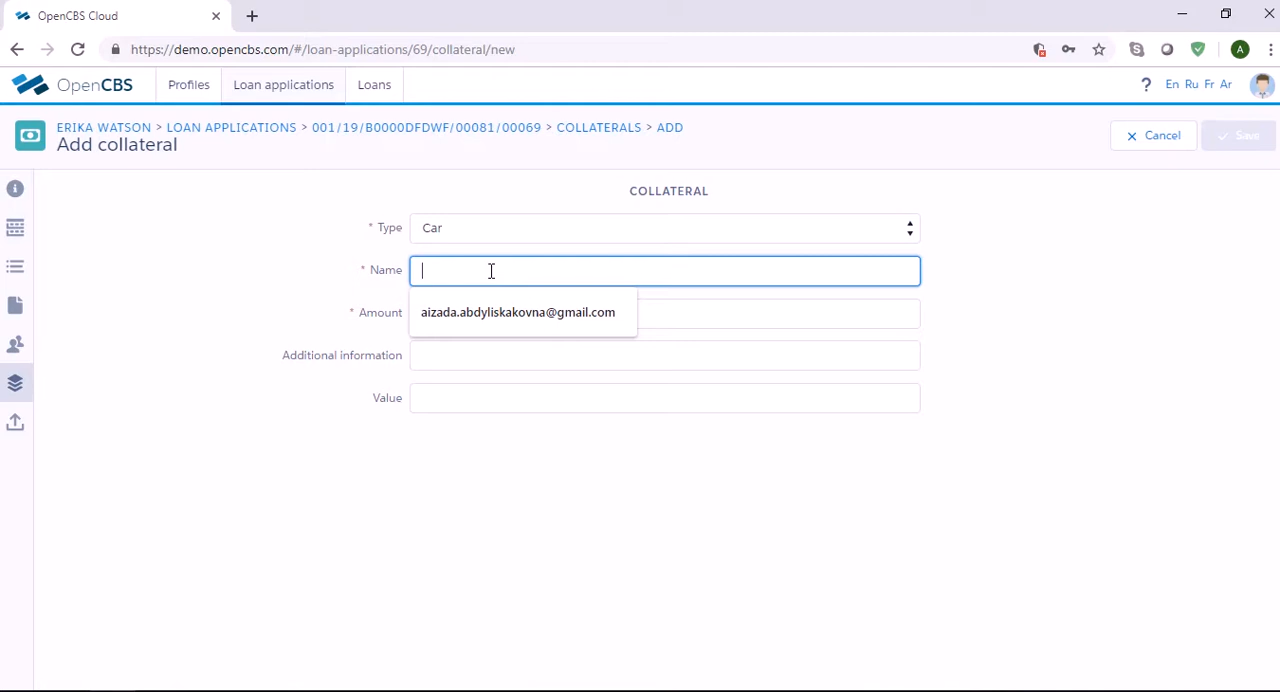 OpenCBS Cloud
https://demo.opencbs.com/#/loan-applications/69/collateral/new
A
OpenCBS
Profiles
Loan applications
Loans
? En Ru Fr Ar
ERIKA WATSON > LOAN APPLICATIONS > 001/19/B0000DFDWF/00081/00069 > COLLATERALS > ADD
Add collateral
Cancel
Save
COLLATERAL
* Type
Car
* Name
aizada.abdyliskakovna@gmail.com
* Amount
Additional information
Value